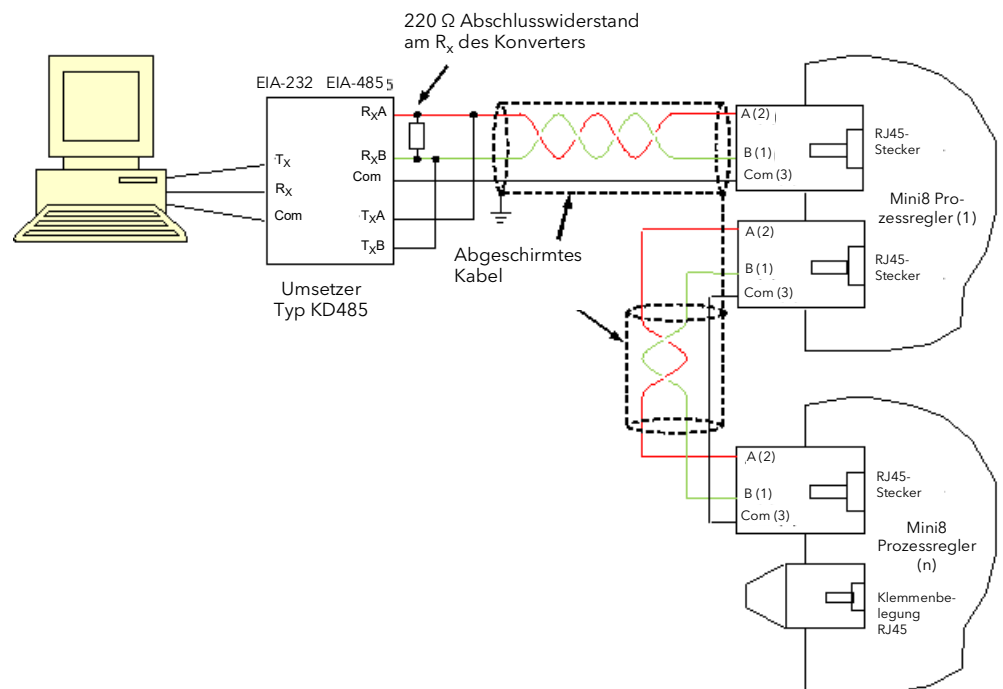 220 Ω Abschlusswiderstand
am RX des Konverters
EIA-232 EIA-485 5
RXA
RXB
Com
TXA
TXB
TX
RX
Com
Umsetzer
Typ KD485
Abgeschirmtes
Kabel
A (2)
B (1)
Com (3)
RJ45-
Stecker
Mini8 Pro-
zessregler (1)
A (2)
B (1)
Com (3)
RJ45-
Stecker
A (2)
B (1)
Com (3)
RJ45-
Stecker
Mini8
Prozessregler
(n)
Klemmenbe-
legung
RJ45